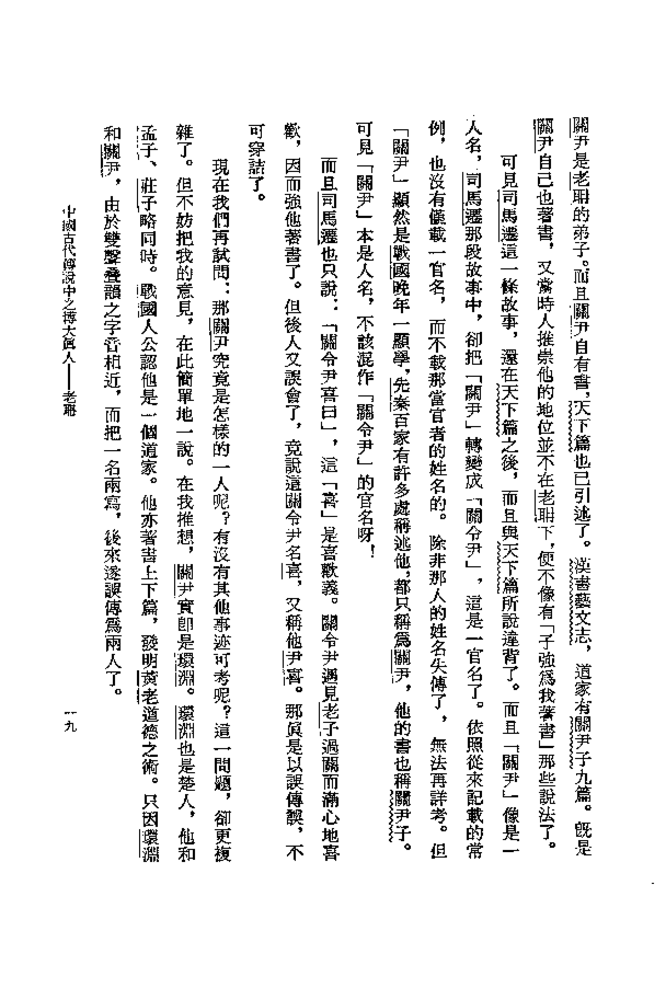 關尹是老聃的弟子。而且關尹自有書，天下篇也已引述了。漢書藝文志，道家有關尹子九篇。既是
關尹自己也著書，又當時人推崇他的地位並不在老聃下，便不像有「子強爲我著書」那些說法了。
可見司馬遷這一條故事，還在天下篇之後，而且與天下篇所說違背了。而且「關尹」像是一
人名，司馬遷那段故事中，卻把「關尹」轉變成「關令尹」，這是一官名了。依照從來記載的常
例，也沒有僅載一官名，而不載那當官者的姓名的。除非那人的姓名失傳了，無法再詳考。但
「關尹」顯然是戰國晚年一顯學，先秦百家有許多處稱述他，都只稱爲關尹，他的書也稱關尹子。
可見「關尹」本是人名，不該混作「關令尹」的官名呀！
而且司馬遷也只說：「關令尹喜曰」，這「喜」是喜歡義。關令尹遇見老子過關而滿心地喜
歡，因而強他著書了。但後人又誤會了，竟說這關令尹名喜，又稱他尹喜。那眞是以誤傳誤，不
可穿詰了。
現在我們再試問：那關尹究竟是怎樣的一人呢？有沒有其他事迹可考呢？這一問題，卻更複
雜了。但不妨把我的意見，在此簡單地一說。在我推想，關尹實卽是環淵。環淵也是楚人，他和
孟子、莊子略同時。戰國人公認他是一個道家。他亦著書上下篇，發明黃老道德之術。只因環淵
和關尹，由於雙聲疊韻之字音相近，而把一名兩寫，後來遂誤傳爲兩人了。
中國古代傳說中之博大眞人——老聃
一九